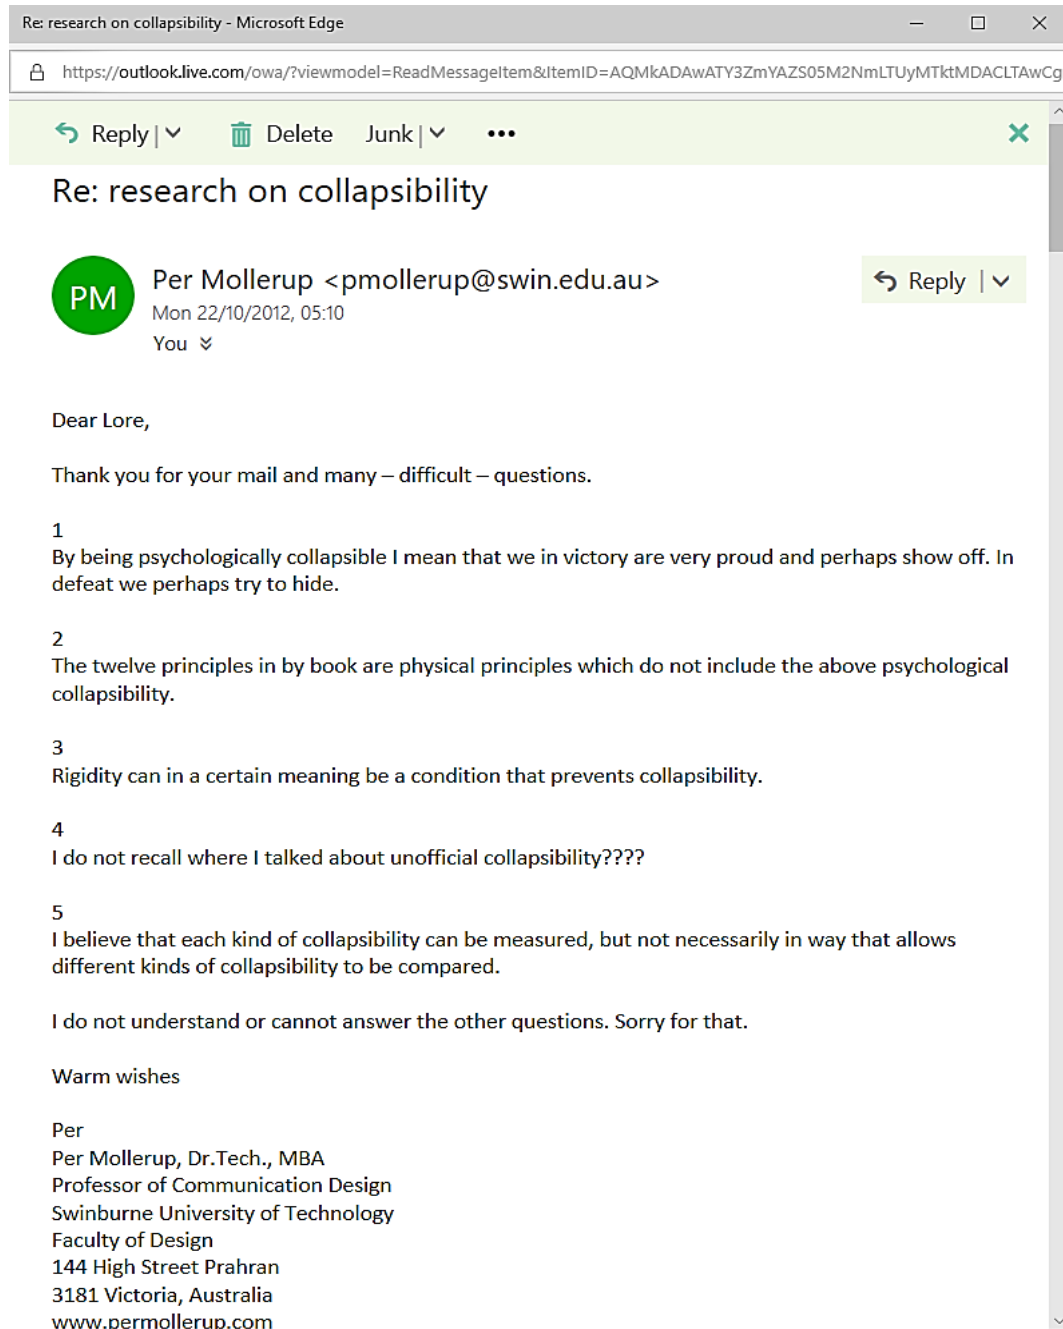 Re: research on collapsibility - Microsoft Edge
https://outlook.live.com/owa/?viewmodel=ReadMessageItem&ItemID=AQMkADAwATY3ZmYAZS05M2NmLTUyMTktMDACLTAwCg
Reply | Delete Junk | •••
Re: research on collapsibility
PM
Per Mollerup <pmollerup@swin.edu.au>
Reply |
Mon 22/10/2012, 05:10
You
Dear Lore,
Thank you for your mail and many – difficult – questions.
1
By being psychologically collapsible I mean that we in victory are very proud and perhaps show off. In
defeat we perhaps try to hide.
2
The twelve principles in by book are physical principles which do not include the above psychological
collapsibility.
3
Rigidity can in a certain meaning be a condition that prevents collapsibility.
4
I do not recall where I talked about unofficial collapsibility????
5
I believe that each kind of collapsibility can be measured, but not necessarily in way that allows
different kinds of collapsibility to be compared.
I do not understand or cannot answer the other questions. Sorry for that.
Warm wishes
Per
Per Mollerup, Dr.Tech., MBA
Professor of Communication Design
Swinburne University of Technology
Faculty of Design
144 High Street Prahran
3181 Victoria, Australia
www.permollerup.com